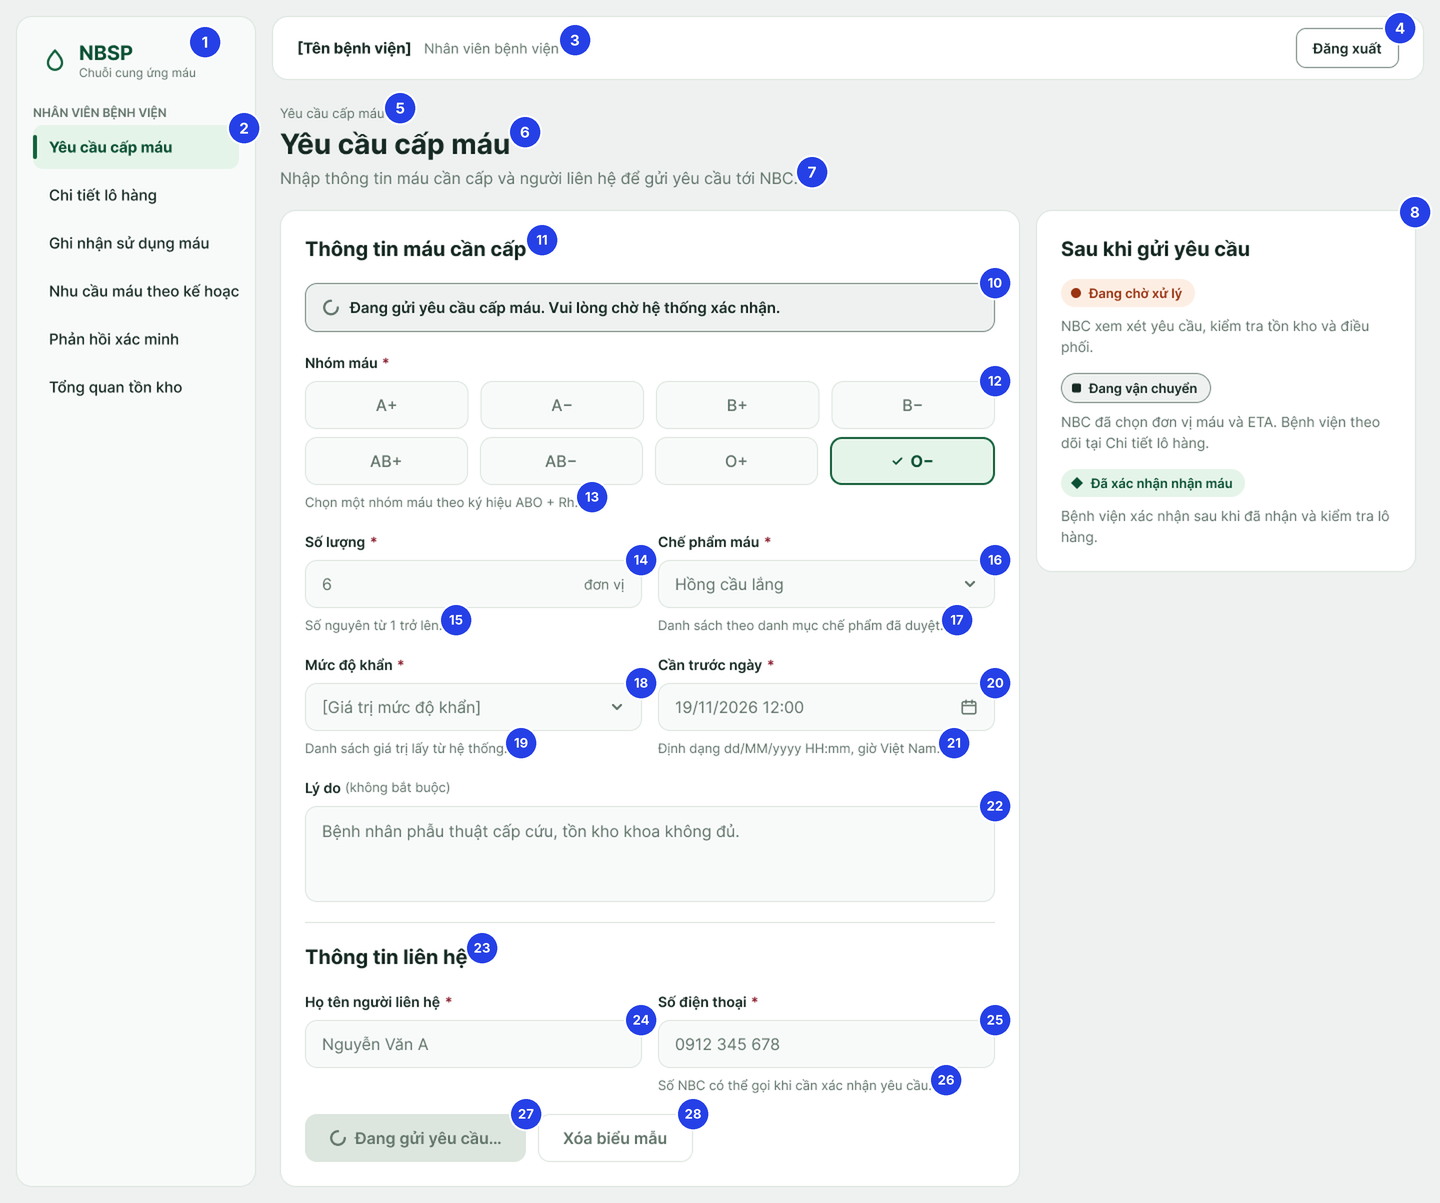 NBSP
Chuỗi cung ứng máu
1
NHÂN VIÊN BỆNH VIỆN
2
Yêu cầu cấp máu
Chi tiết lô hàng
Ghi nhận sử dụng máu
Nhu cầu máu theo kế hoạc
Phản hồi xác minh
Tổng quan tồn kho
[Tên bệnh viện] Nhân viên bệnh viện 3
Đăng xuất 4
Yêu cầu cấp máu 5
Yêu cầu cấp máu 6
Nhập thông tin máu cần cấp và người liên hệ để gửi yêu cầu tới NBC. 7
Thông tin máu cần cấp 11
10
Đang gửi yêu cầu cấp máu. Vui lòng chờ hệ thống xác nhận.
Nhóm máu *
12
A+ A− B+ B−
AB+ AB− O+ O−
Chọn một nhóm máu theo ký hiệu ABO + Rh. 13
Số lượng *
14
6 đơn vị
Số nguyên từ 1 trở lên. 15
Chế phẩm máu *
16
Hồng cầu lắng
Danh sách theo danh mục chế phẩm đã duyệt. 17
Mức độ khẩn *
18
[Giá trị mức độ khẩn]
Danh sách giá trị lấy từ hệ thống. 19
Cần trước ngày *
20
19/11/2026 12:00
Định dạng dd/MM/yyyy HH:mm, giờ Việt Nam. 21
Lý do (không bắt buộc)
22
Bệnh nhân phẫu thuật cấp cứu, tồn kho khoa không đủ.
Thông tin liên hệ 23
Họ tên người liên hệ *
24
Nguyễn Văn A
Số điện thoại *
25
0912 345 678
Số NBC có thể gọi khi cần xác nhận yêu cầu. 26
Đang gửi yêu cầu... 27
Xóa biểu mẫu 28
8
Sau khi gửi yêu cầu
Đang chờ xử lý
NBC xem xét yêu cầu, kiểm tra tồn kho và điều
phối.
Đang vận chuyển
NBC đã chọn đơn vị máu và ETA. Bệnh viện theo
dõi tại Chi tiết lô hàng.
Đã xác nhận nhận máu
Bệnh viện xác nhận sau khi đã nhận và kiểm tra lô
hàng.